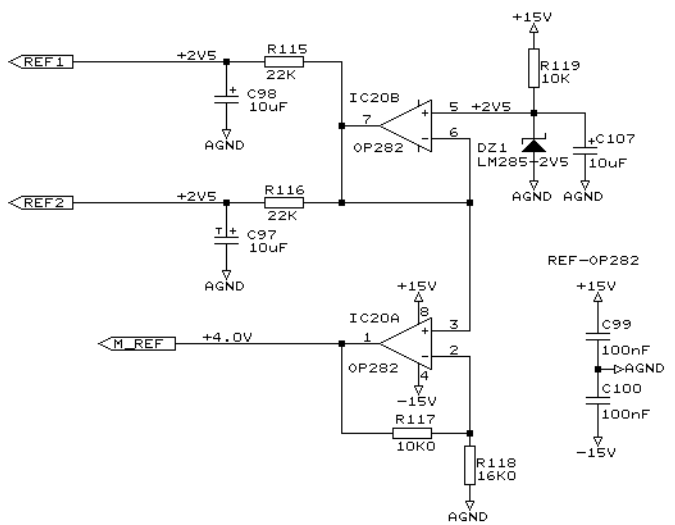 REF1
+2V5
R115
22K
C98
10uF
AGND
IC20B
7
OP282
5
+2V5
6
+15V
R119
10K
DZ1
LM285-2V5
AGND
C107
10uF
AGND
REF2
+2V5
R116
22K
C97
10uF
AGND
M_REF
+4.0V
IC20A
1
OP282
+15V
8
3
2
4
-15V
R117
10K0
R118
16K0
AGND
REF-OP282
+15V
C99
100nF
AGND
C100
100nF
-15V